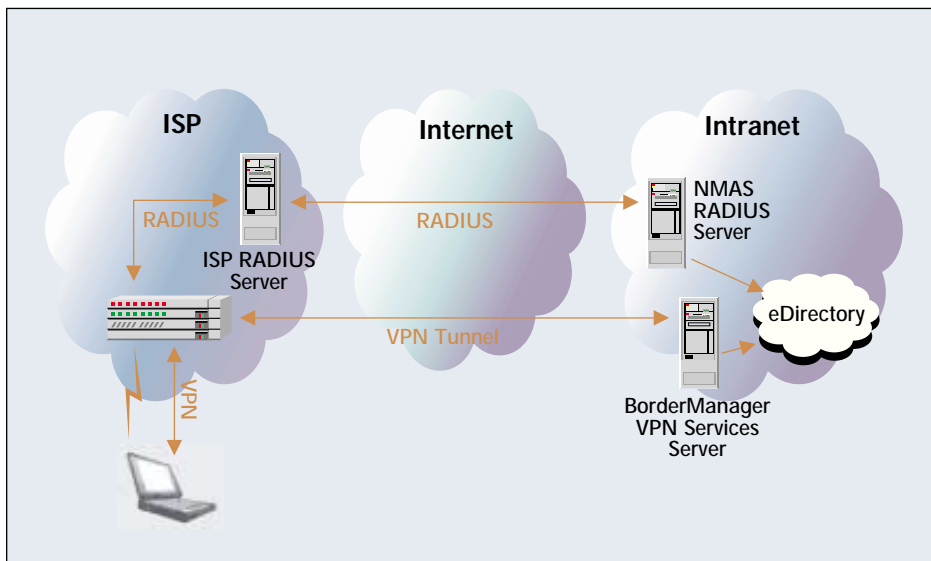 ISP
Internet
Intranet
RADIUS
ISP RADIUS
Server
RADIUS
NMAS
RADIUS
Server
eDirectory
VPN Tunnel
VPN
BorderManager
VPN Services
Server